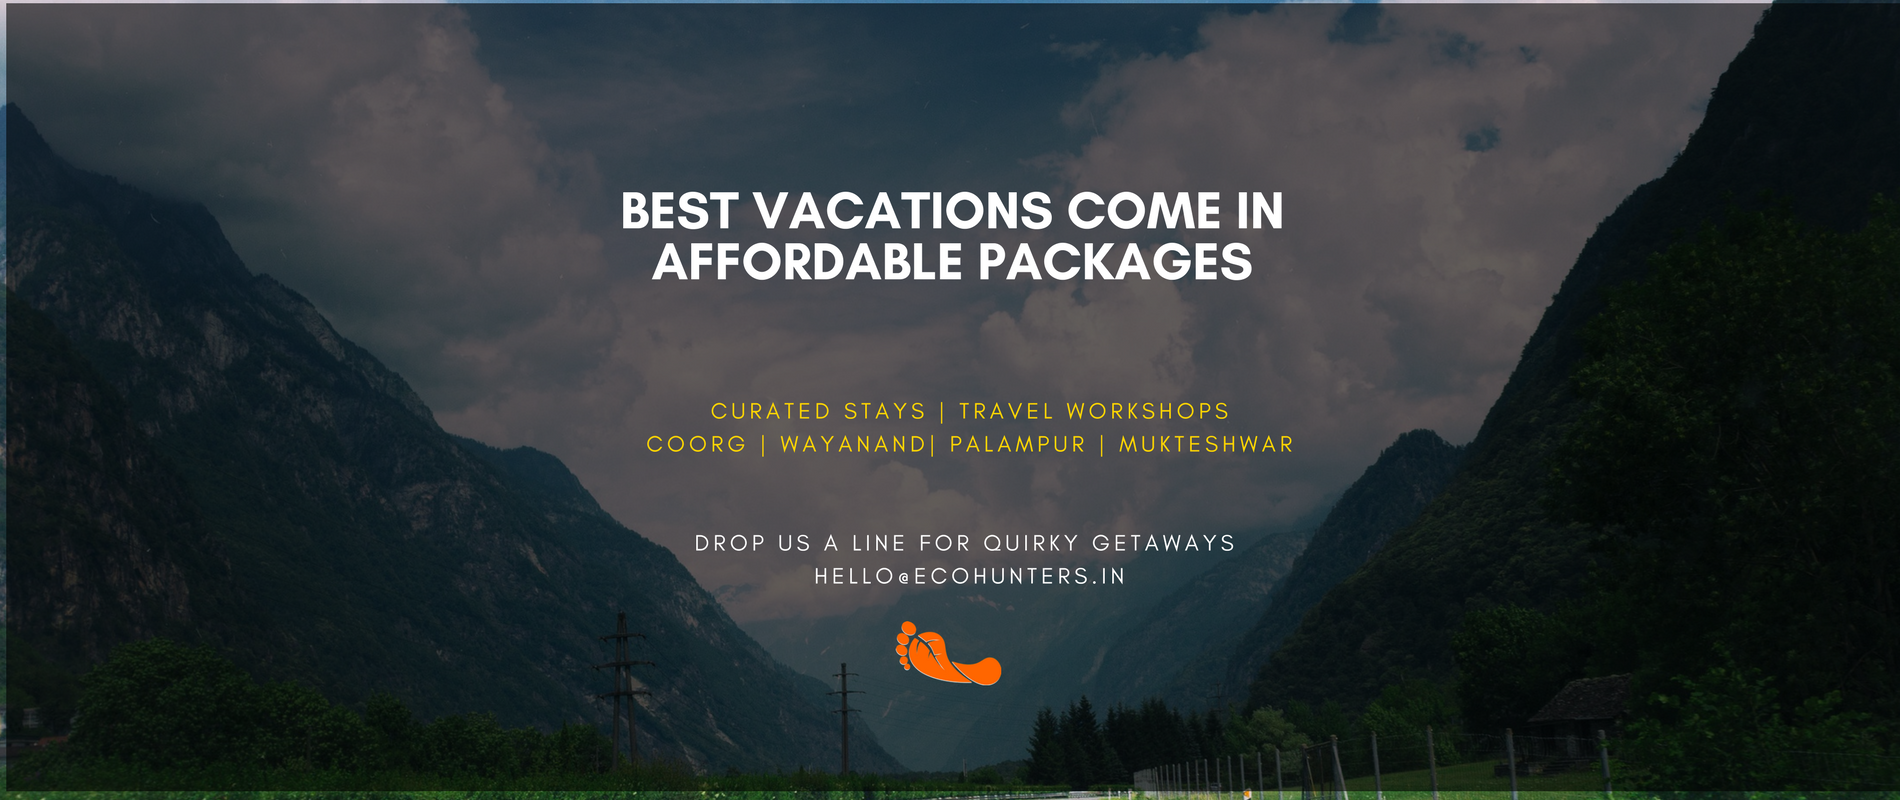 BEST VACATIONS COME IN
AFFORDABLE PACKAGES
CURATED STAYS | TRAVEL WORKSHOPS
COORG | WAYANAND| PALAMPUR | MUKTESHWAR
DROP US A LINE FOR QUIRKY GETAWAYS
HELLO@ECOHUNTERS.IN